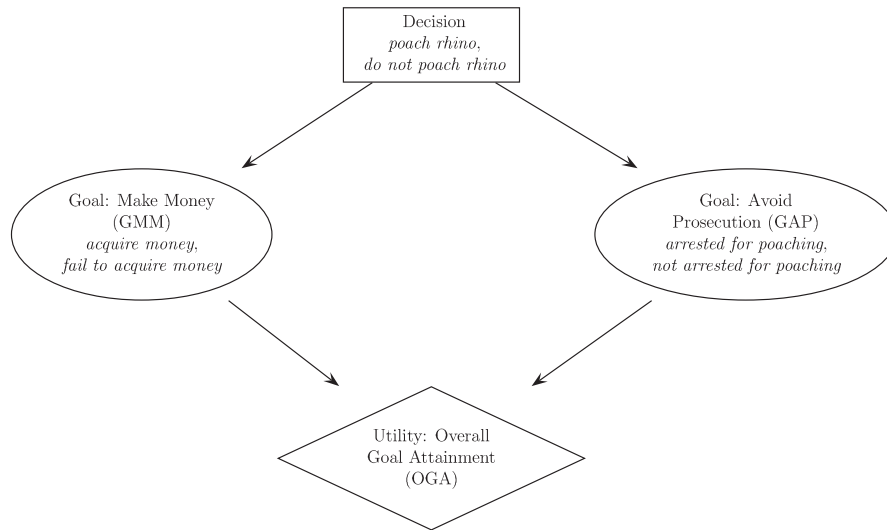 Decision
poach rhino,
do not poach rhino
Goal: Make Money
(GMM)
acquire money,
fail to acquire money
Goal: Avoid
Prosecution (GAP)
arrested for poaching,
not arrested for poaching
Utility: Overall
Goal Attainment
(OGA)